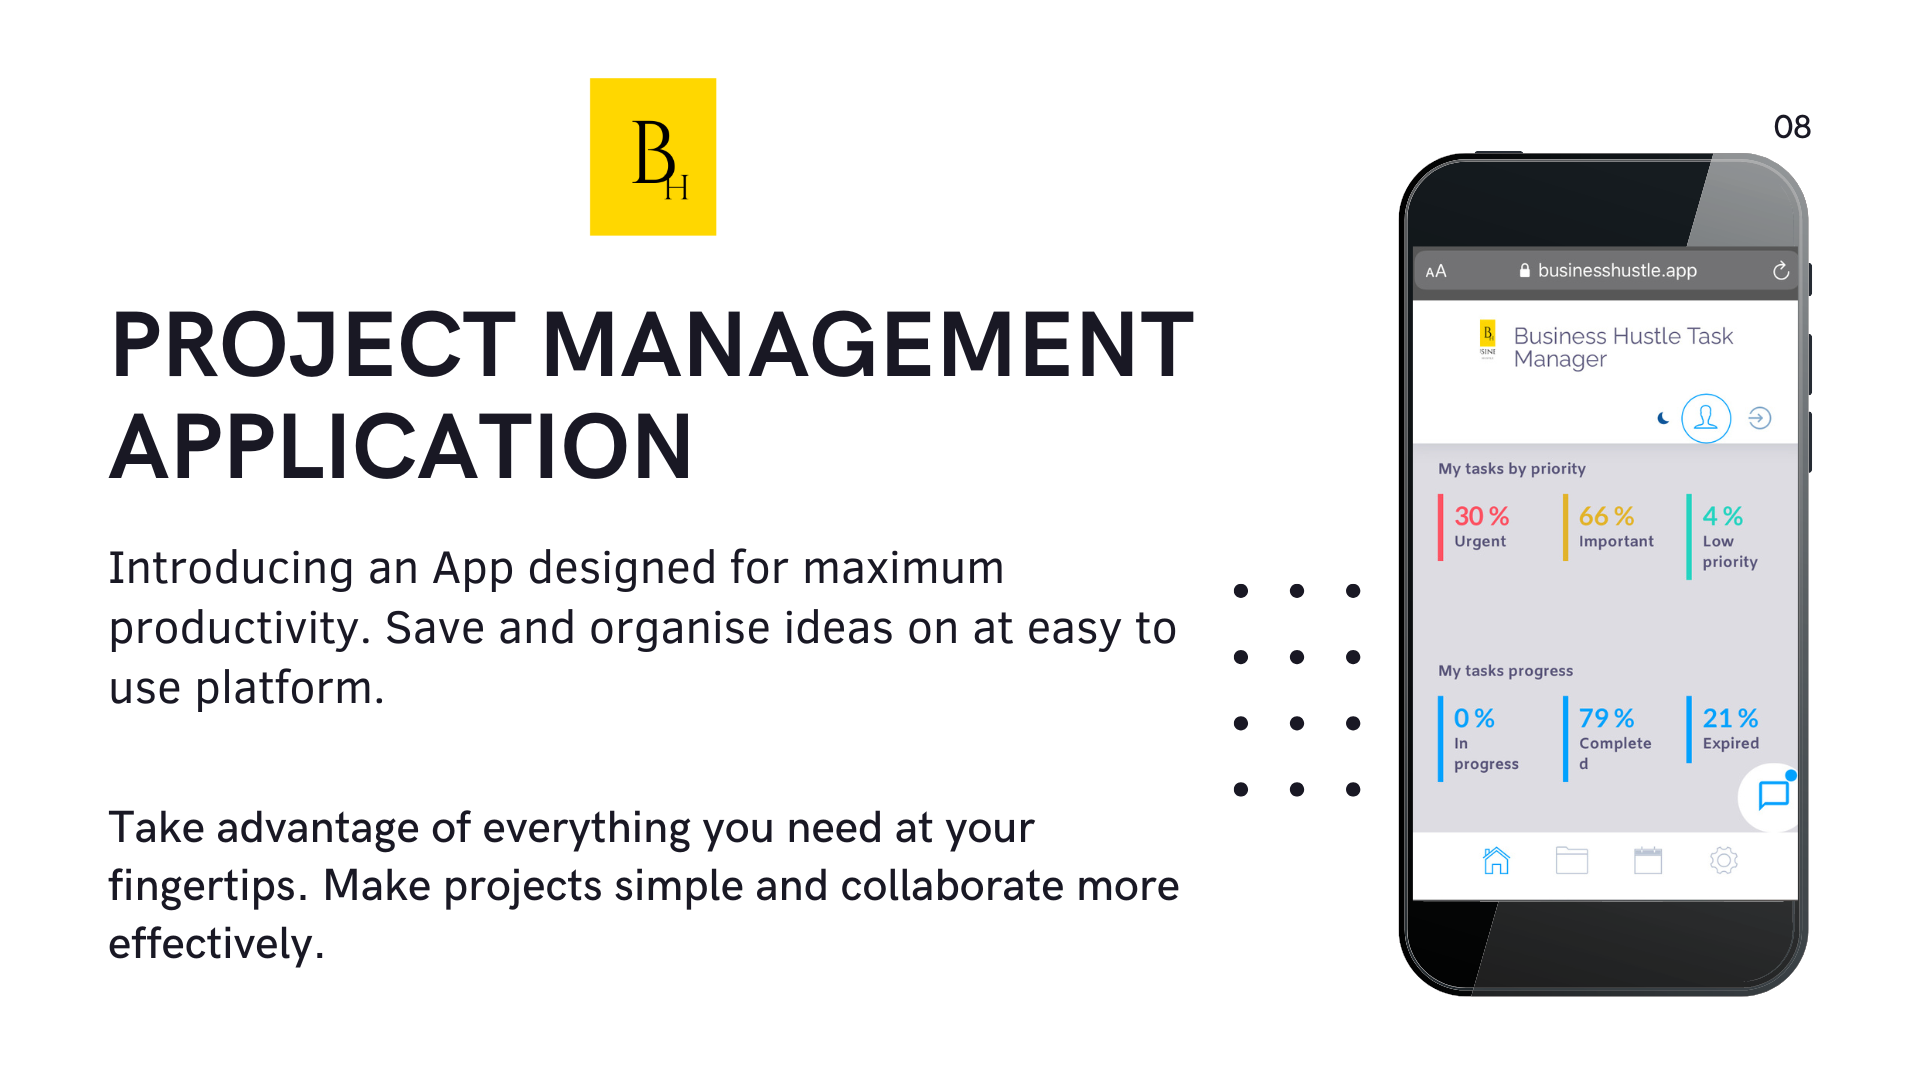 B
H
08
PROJECT MANAGEMENT
APPLICATION
Introducing an App designed for maximum
productivity. Save and organise ideas on at easy to
use platform.
Take advantage of everything you need at your
fingertips. Make projects simple and collaborate more
effectively.
AA businesshustle.app
B
H
Business Hustle Task
Manager
My tasks by priority
30 % 66 % 4 %
Urgent Important Low
priority
My tasks progress
0 % 79 % 21 %
In Complete Expired
progress d